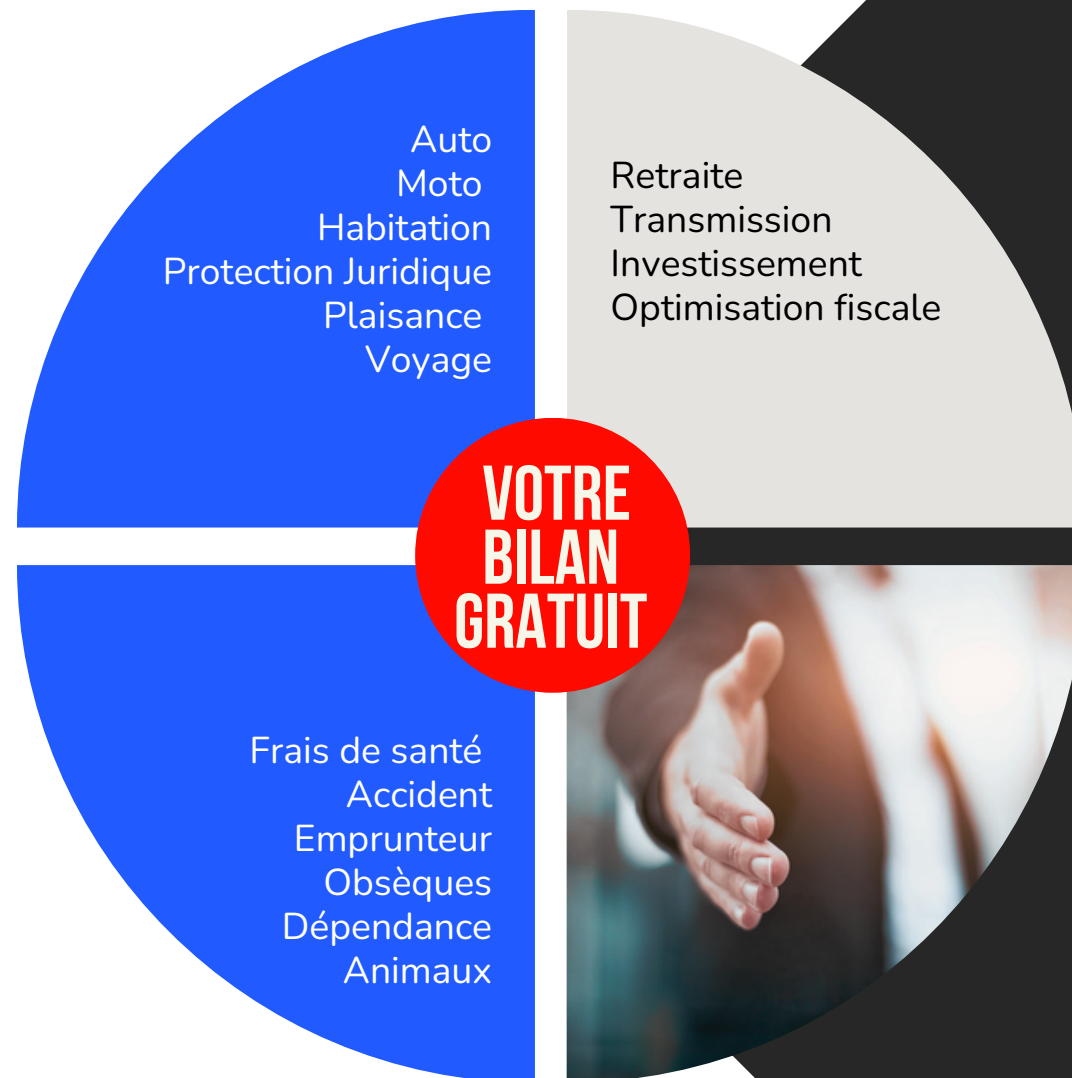 Auto
Moto
Habitation
Protection Juridique
Plaisance
Voyage
Retraite
Transmission
Investissement
Optimisation fiscale
VOTRE
BILAN
GRATUIT
Frais de santé
Accident
Emprunteur
Obsèques
Dépendance
Animaux